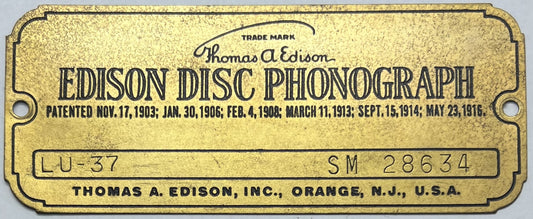 TRADE MARK
Thomas A Edison
EDISON DISC PHONOGRAPH
PATENTED NOV. 17, 1903; JAN. 30, 1906; FEB. 4, 1908; MARCH 11, 1913; SEPT. 15, 1914; MAY 23, 1916.
LU-37 SM 28634
THOMAS A. EDISON, INC., ORANGE, N.J., U.S.A.